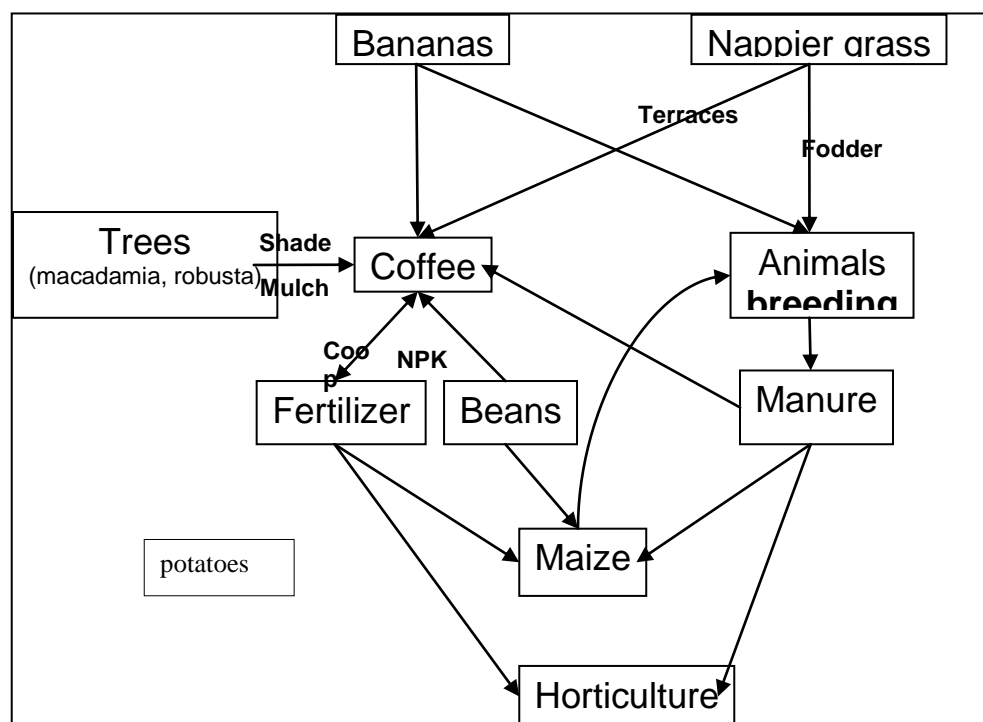 Bananas
Nappier grass
Terraces
Fodder
Trees
(macadamia, robusta)
Shade
Mulch
Coffee
Animals
breeding
Coo
p
NPK
Fertilizer
Beans
Manure
Maize
potatoes
Horticulture